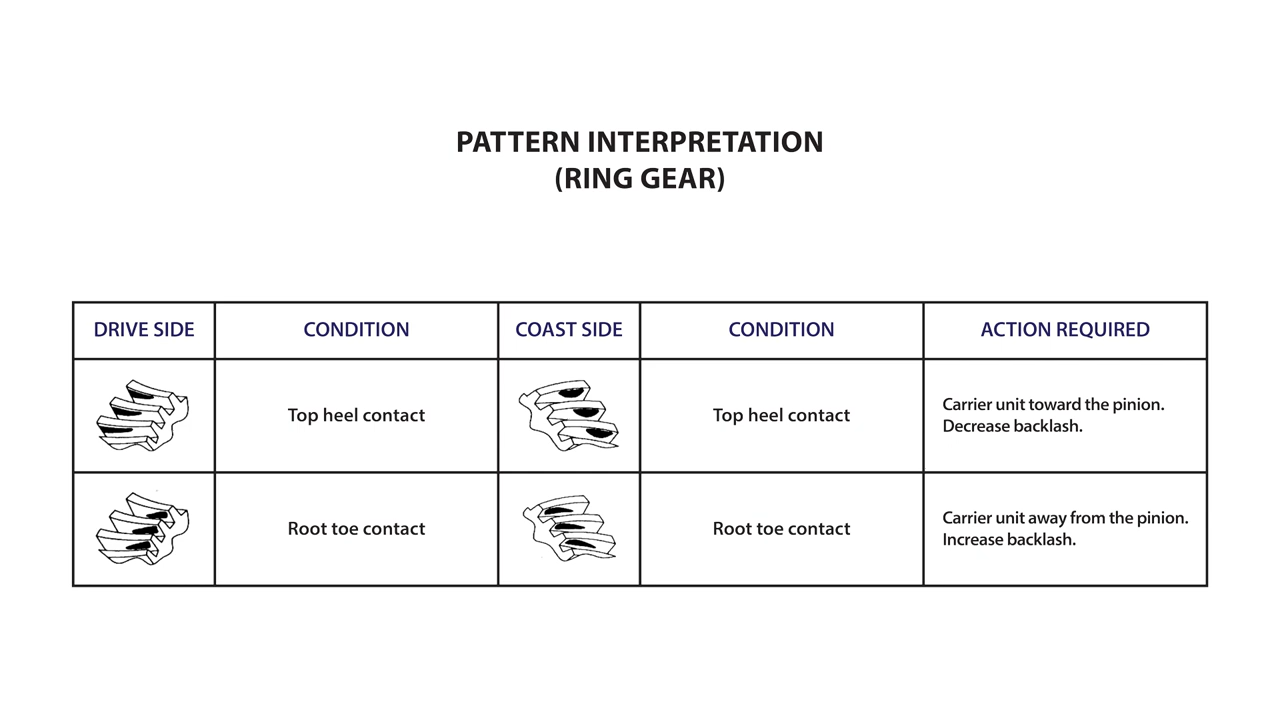 PATTERN INTERPRETATION
(RING GEAR)
DRIVE SIDE
CONDITION
COAST SIDE
CONDITION
ACTION REQUIRED
Top heel contact
Top heel contact
Carrier unit toward the pinion.
Decrease backlash.
Root toe contact
Root toe contact
Carrier unit away from the pinion.
Increase backlash.